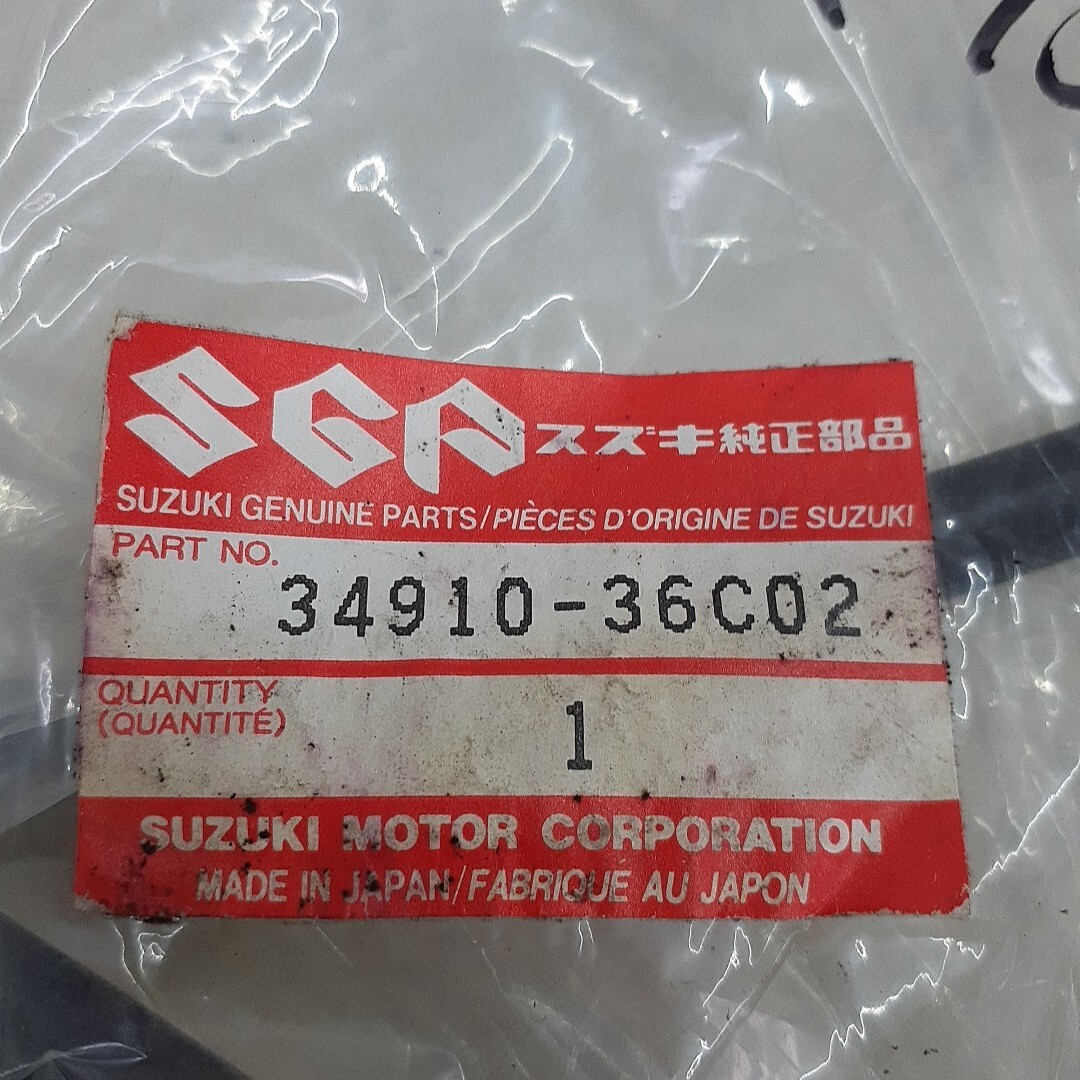 SGP スズキ純正部品
SUZUKI GENUINE PARTS/PIÈCES D'ORIGINE DE SUZUKI
PART NO.
34910-36C02
QUANTITY
(QUANTITÉ)
1
SUZUKI MOTOR CORPORATION
MADE IN JAPAN/FABRIQUE AU JAPON